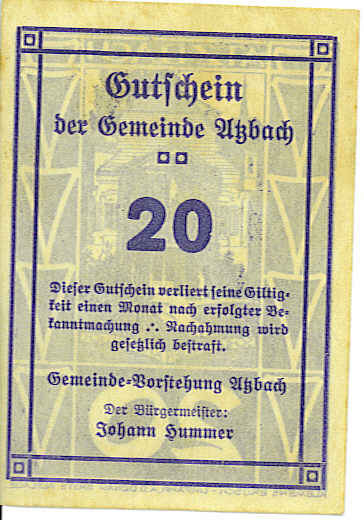 Gutschein
der Gemeinde Atzbach
20
Dieser Gutschein verliert seine Giltig-
keit einen Monat nach erfolgter Be-
kanntmachung ∴ Nachahmung wird
gesetzlich bestraft.
Gemeinde-Vorstehung Atzbach
Der Bürgermeister:
Johann Hummer